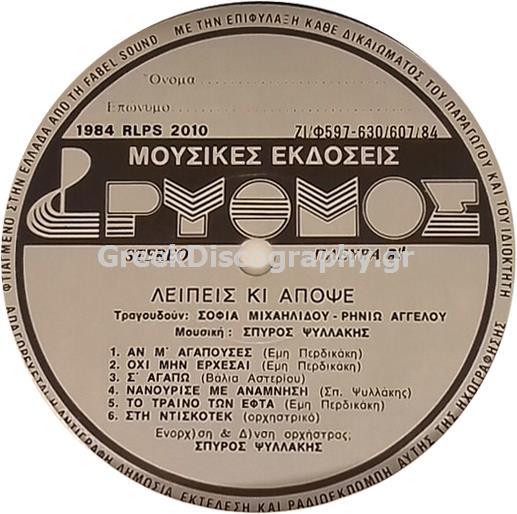 ΦΤΙΑΓΜΕΝΟ ΣΤΗΝ ΕΛΛΑΔΑ ΑΠΟ ΤΗ FABEL SOUND ΜΕ ΤΗΝ ΕΠΙΦΥΛΑΞΗ ΚΑΘΕ ΔΙΚΑΙΩΜΑΤΟΣ ΤΟΥ ΠΑΡΑΓΩΓΟΥ ΚΑΙ ΤΟΥ ΙΔΙΟΚΤΗΤΗ
Ὄνομα
Ἐπώνυμο
1984 RLPS 2010 ΖΙ/Φ597-630/607/84
ΜΟΥΣΙΚΕΣ ΕΚΔΟΣΕΙΣ
ΡΥΘΜΟΣ
STEREO ΠΛΕΥΡΑ
GreekDiscography.gr
ΛΕΙΠΕΙΣ ΚΙ ΑΠΟΨΕ
Τραγουδούν: ΣΟΦΙΑ ΜΙΧΑΗΛΙΔΟΥ - ΡΗΝΙΩ ΑΓΓΕΛΟΥ
Μουσική: ΣΠΥΡΟΣ ΨΥΛΛΑΚΗΣ
1. ΑΝ Μ΄ ΑΓΑΠΟΥΣΕΣ (Εμη Περδικάκη)
2. ΟΧΙ ΜΗΝ ΕΡΧΕΣΑΙ (Εμη Περδικάκη)
3. Σ΄ ΑΓΑΠΩ (Βάλια Αστερίου)
4. ΝΑΝΟΥΡΙΣΕ ΜΕ ΑΝΑΜΝΗΣΗ (Σπ. Ψυλλάκης)
5. ΤΟ ΤΡΑΙΝΟ ΤΩΝ ΕΦΤΑ (Εμη Περδικάκη)
6. ΣΤΗ ΝΤΙΣΚΟΤΕΚ (ορχηστρικό)
Ενορχ)ση & Δ)νση ορχήστρας;
ΣΠΥΡΟΣ ΨΥΛΛΑΚΗΣ
ΑΠΑΓΟΡΕΥΕΤΑΙ Η ΑΝΤΙΓΡΑΦΗ ΔΗΜΟΣΙΑ ΕΚΤΕΛΕΣΗ ΚΑΙ ΡΑΔΙΟΕΚΠΟΜΠΗ ΑΥΤΗΣ ΤΗΣ ΗΧΟΓΡΑΦΗΣΗΣ